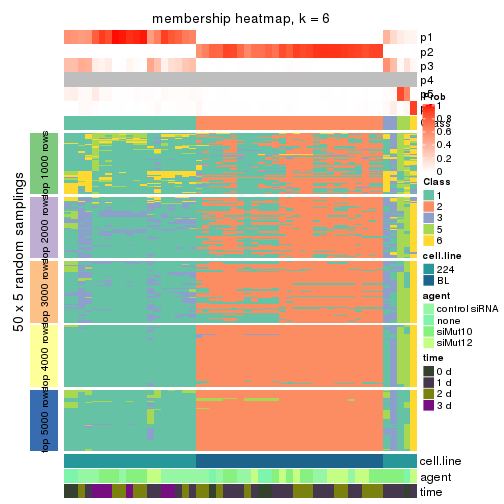 membership heatmap, k = 6
p1
p2
p3
p4
p5
Prob
1
0.8
0.6
0.4
0.2
0
Class
1
2
3
5
6
cell.line
224
BL
agent
control siRNA
none
siMut10
siMut12
time
0 d
1 d
2 d
3 d
50 x 5 random samplings
top 1000 rows
top 2000 rows
top 3000 rows
top 4000 rows
top 5000 rows
cell.line
agent
time